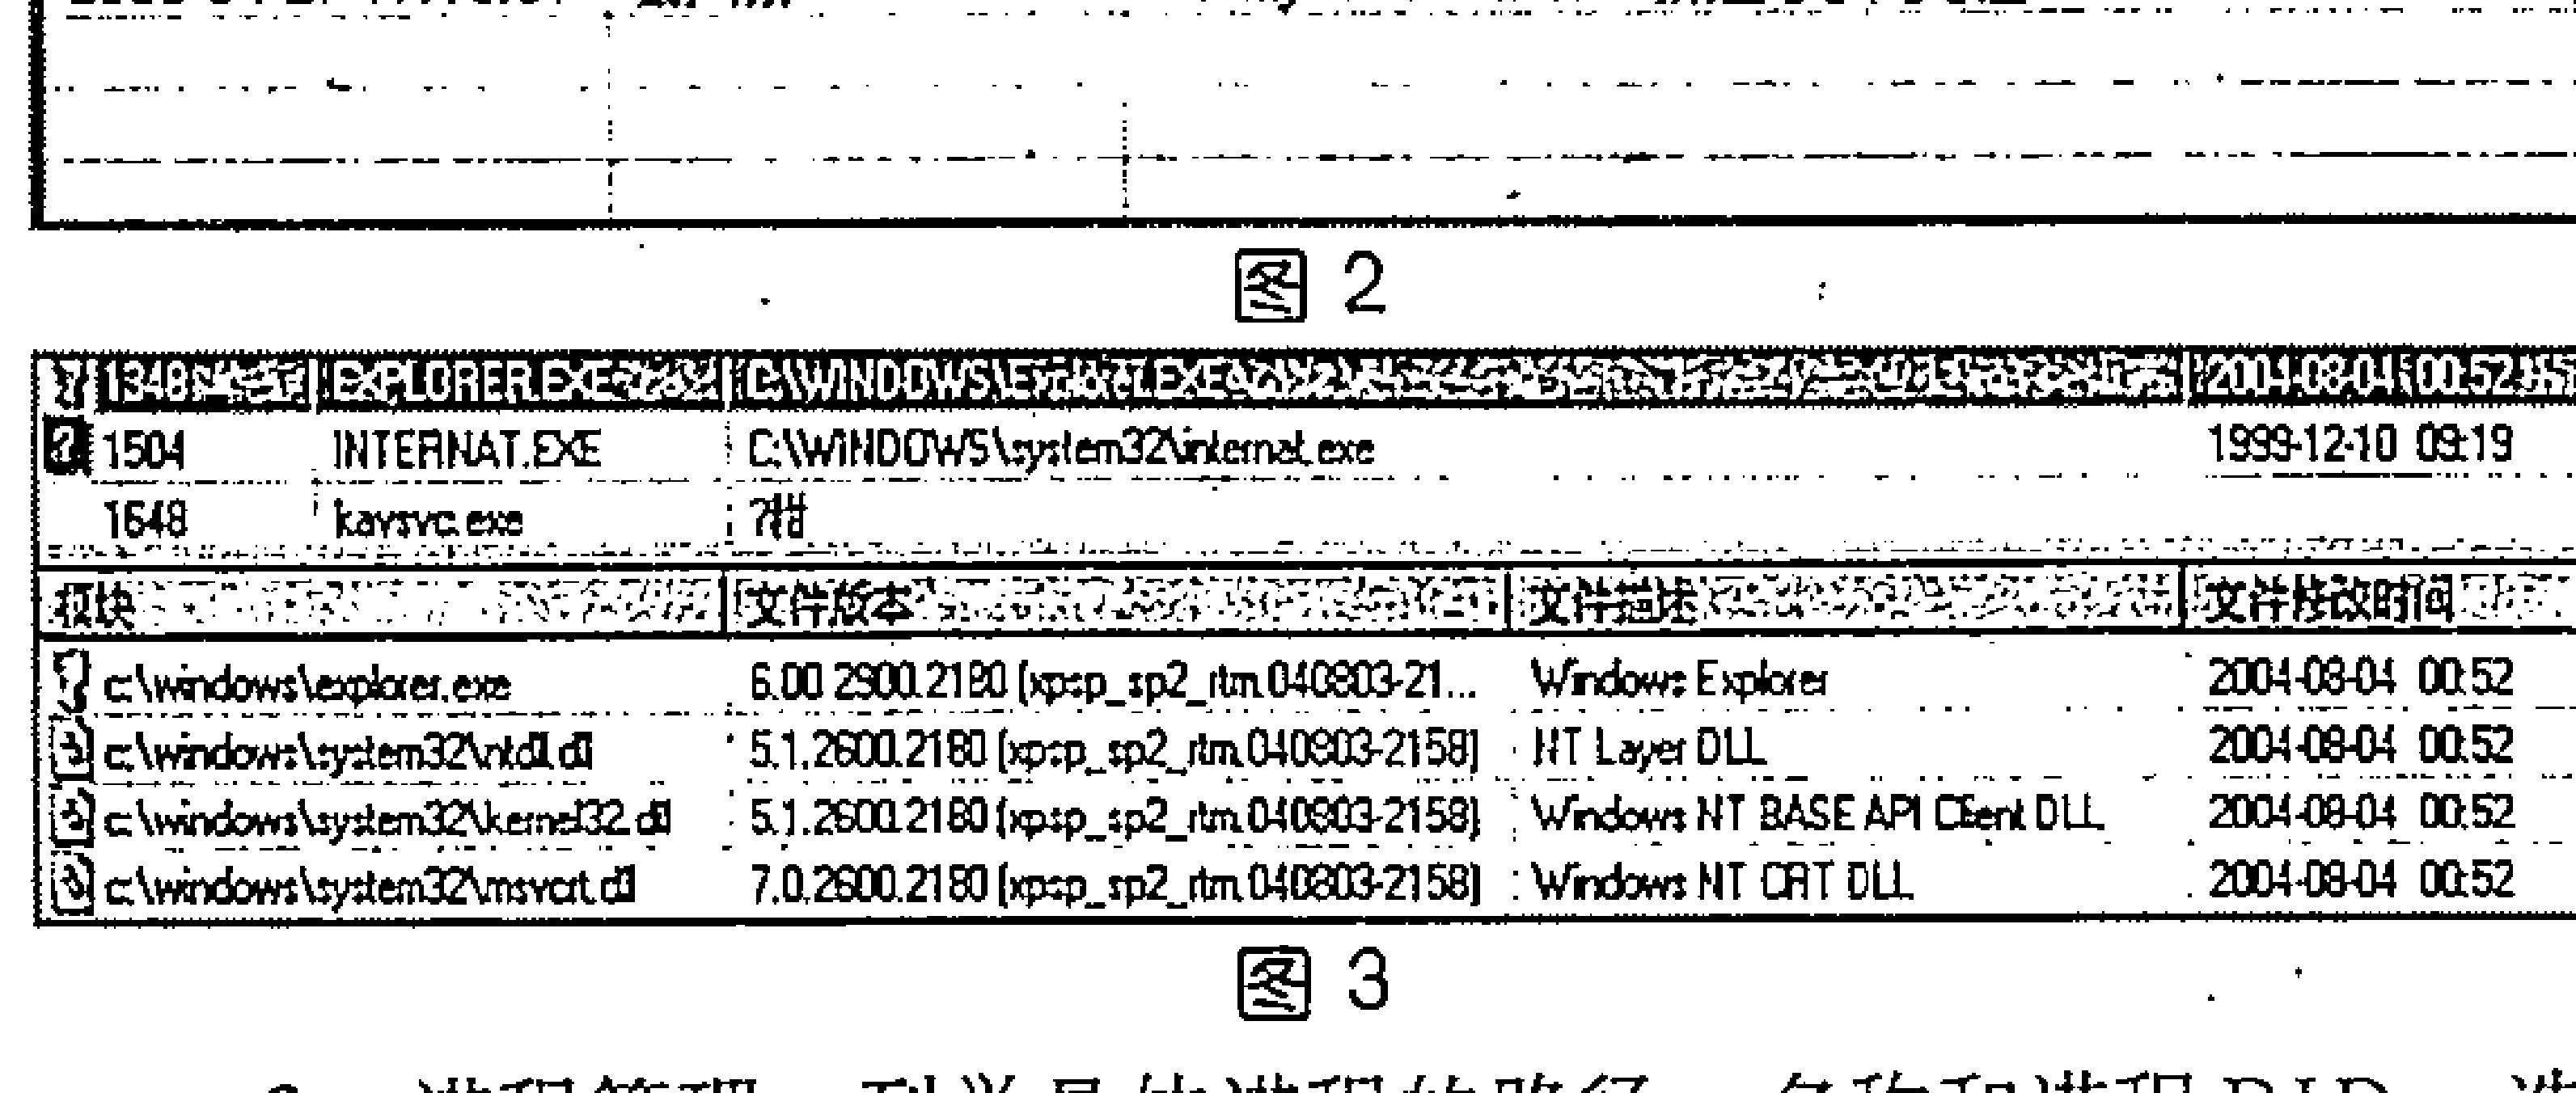 图 2
1348 EXPLORER.EXE C:\WINDOWS\Explorer.EXE 2004-08-04 00:52
1504 INTERNAT.EXE C:\WINDOWS\system32\internat.exe 1999-12-10 09:19
1648 kavsvc.exe
模块 文件版本 文件描述 文件修改时间
c:\windows\explorer.exe 6.00.2900.2180 (xpsp_sp2_rtm.040803-21... Windows Explorer 2004-08-04 00:52
c:\windows\system32\ntdll.dll 5.1.2600.2180 (xpsp_sp2_rtm.040803-2158) NT Layer DLL 2004-08-04 00:52
c:\windows\system32\kernel32.dll 5.1.2600.2180 (xpsp_sp2_rtm.040803-2158) Windows NT BASE API Client DLL 2004-08-04 00:52
c:\windows\system32\msvcrt.dll 7.0.2600.2180 (xpsp_sp2_rtm.040803-2158) Windows NT CRT DLL 2004-08-04 00:52
图 3